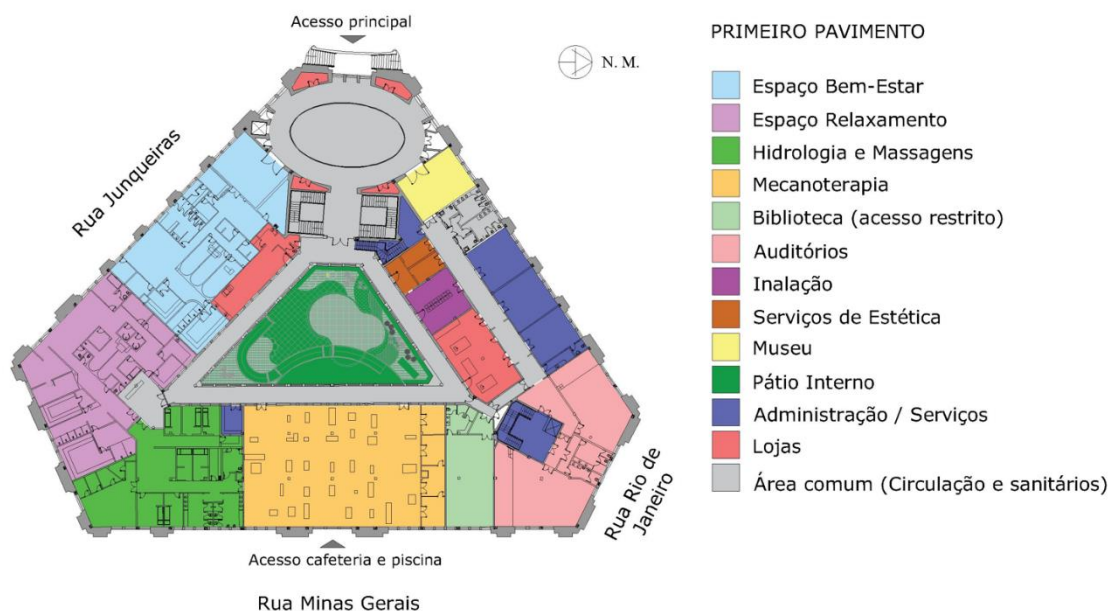 Acesso principal
N. M.
Rua Junqueiras
Rua Rio de
Janeiro
Acesso cafeteria e piscina
Rua Minas Gerais
PRIMEIRO PAVIMENTO
Espaço Bem-Estar
Espaço Relaxamento
Hidrologia e Massagens
Mecanoterapia
Biblioteca (acesso restrito)
Auditórios
Inalação
Serviços de Estética
Museu
Pátio Interno
Administração / Serviços
Lojas
Área comum (Circulação e sanitários)